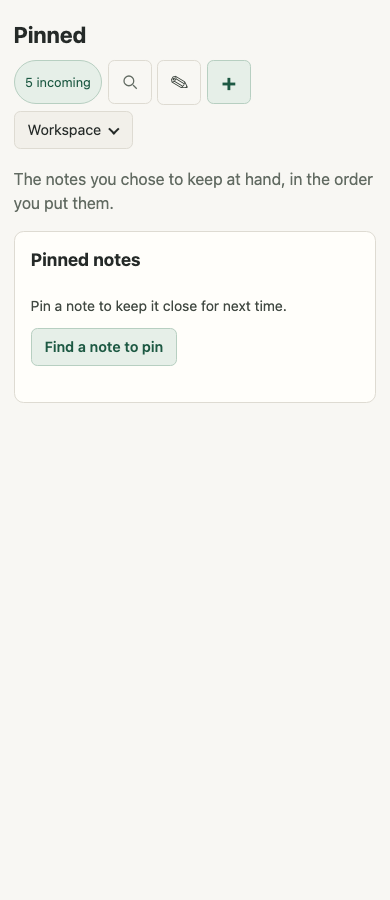 Pinned
5 incoming
+
Workspace
The notes you chose to keep at hand, in the order
you put them.
Pinned notes
Pin a note to keep it close for next time.
Find a note to pin